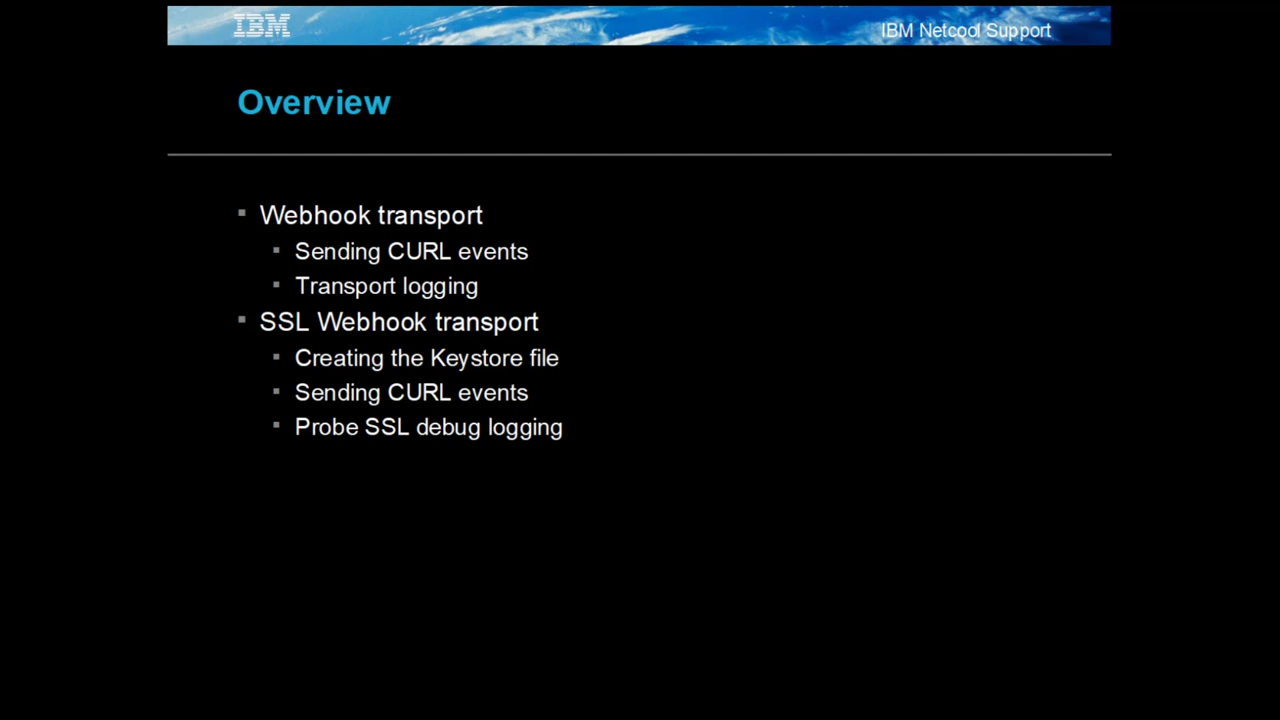 IBM
IBM Netcool Support
Overview
Webhook transport
Sending CURL events
Transport logging
SSL Webhook transport
Creating the Keystore file
Sending CURL events
Probe SSL debug logging